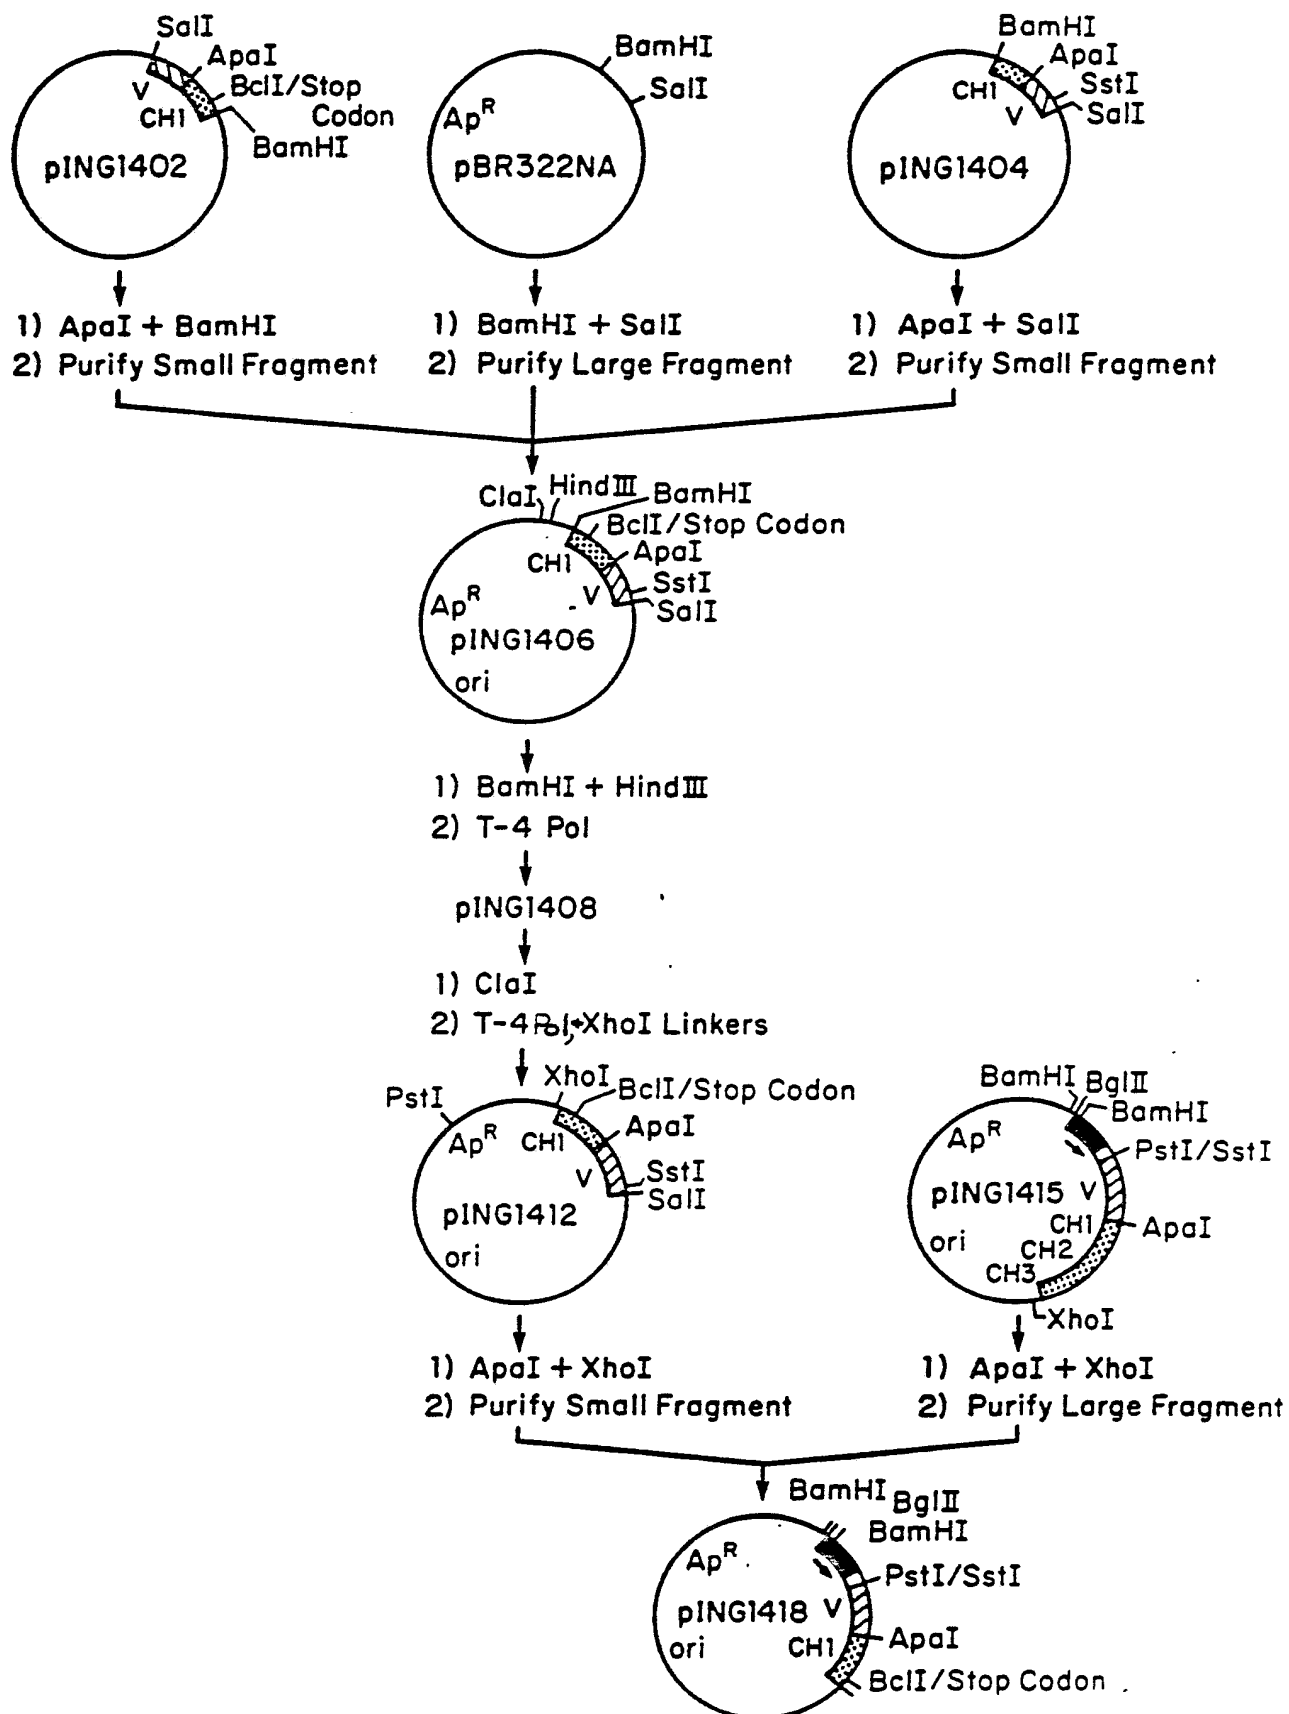 SalI
ApaI
BclI/Stop
Codon
BamHI
V
CH1
pING1402
BamHI
SalI
Ap^R
pBR322NA
BamHI
ApaI
SstI
SalI
CH1
V
pING1404
1) ApaI + BamHI
2) Purify Small Fragment
1) BamHI + SalI
2) Purify Large Fragment
1) ApaI + SalI
2) Purify Small Fragment
ClaI
HindIII
BamHI
BclI/Stop Codon
ApaI
SstI
SalI
CH1
V
Ap^R
pING1406
ori
1) BamHI + HindIII
2) T-4 Pol
pING1408
1) ClaI
2) T-4 Pol,+XhoI Linkers
PstI
XhoI
BclI/Stop Codon
ApaI
SstI
SalI
Ap^R
CH1
V
pING1412
ori
BamHI
BglII
BamHI
PstI/SstI
ApaI
XhoI
Ap^R
pING1415
V
CH1
CH2
CH3
ori
1) ApaI + XhoI
2) Purify Small Fragment
1) ApaI + XhoI
2) Purify Large Fragment
BamHI
BglII
BamHI
PstI/SstI
ApaI
BclI/Stop Codon
Ap^R
pING1418
V
CH1
ori